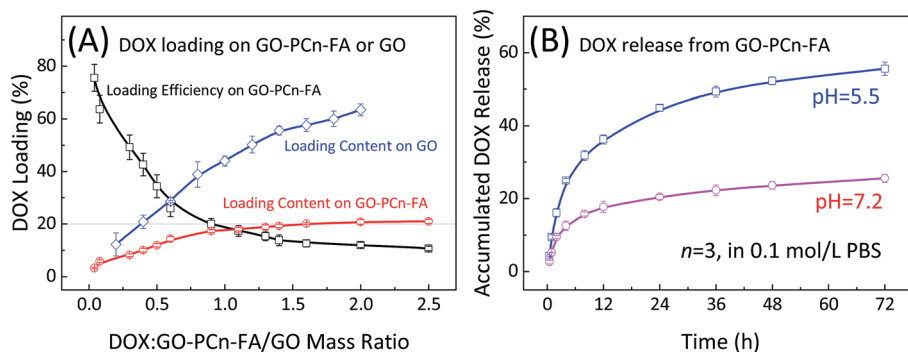 (A)
DOX loading on GO-PCn-FA or GO
Loading Efficiency on GO-PCn-FA
Loading Content on GO
Loading Content on GO-PCn-FA
DOX Loading (%)
80
60
40
20
0
0.0 0.5 1.0 1.5 2.0 2.5
DOX:GO-PCn-FA/GO Mass Ratio
(B)
DOX release from GO-PCn-FA
pH=5.5
pH=7.2
n=3, in 0.1 mol/L PBS
Accumulated DOX Release (%)
60
40
20
0
0 12 24 36 48 60 72
Time (h)